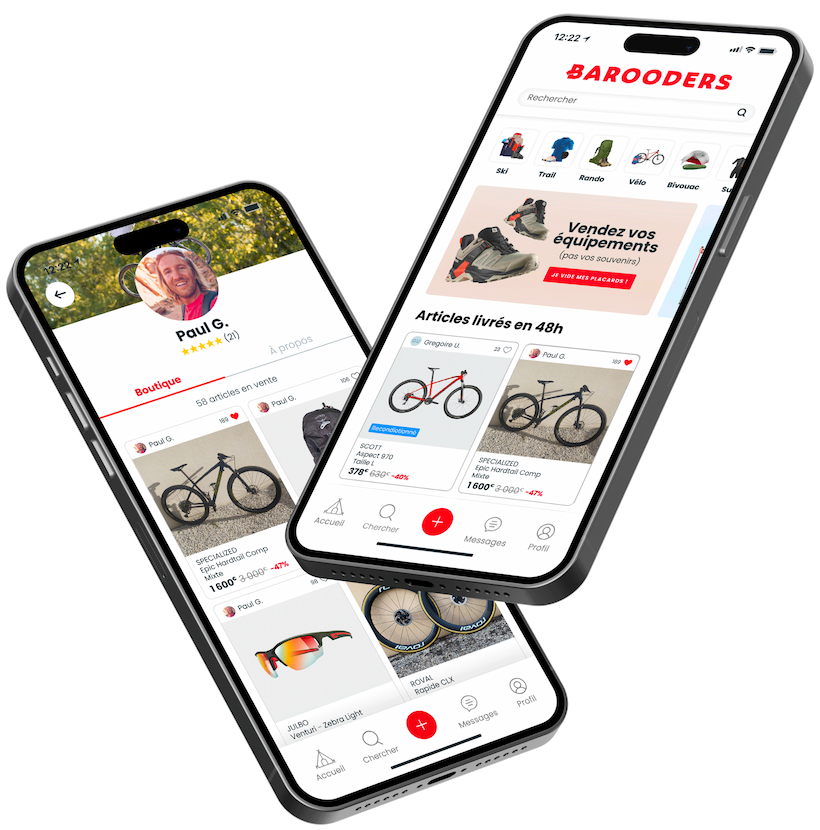 12:22
BAROODERS
Rechercher
Ski
Trail
Rando
Vélo
Bivouac
Su
Vendez vos
équipements
(pas vos souvenirs)
JE VIDE MES PLACARDS !
Articles livrés en 48h
Gregoire U.
23
Reconditionné
SCOTT
Aspect 970
Taille L
378€ 630€ -40%
Paul G.
189
SPECIALIZED
Epic Hardtail Comp
Mixte
1 600€ 3 000€ -47%
Accueil
Chercher
Messages
Profil
12:22
Paul G.
(21)
Boutique
À propos
58 articles en vente
Paul G.
189
SPECIALIZED
Epic Hardtail Comp
Mixte
1 600€ 3 000€ -47%
Paul G.
106
Paul G.
98
JULBO
Venturi - Zebra Light
roval
roval
ROVAL
Rapide CLX
Accueil
Chercher
Messages
Profil